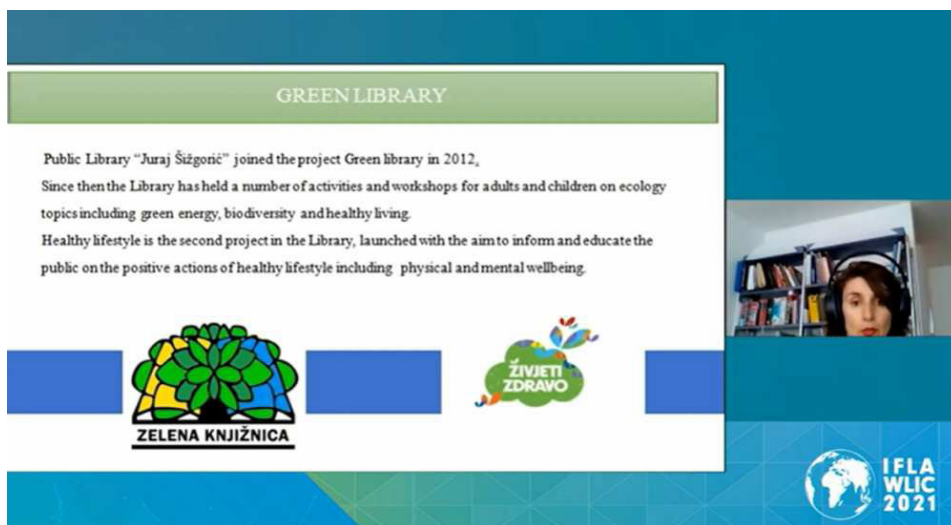 GREEN LIBRARY
Public Library “Juraj Šižgorić” joined the project Green library in 2012.
Since then the Library has held a number of activities and workshops for adults and children on ecology
topics including green energy, biodiversity and healthy living.
Healthy lifestyle is the second project in the Library, launched with the aim to inform and educate the
public on the positive actions of healthy lifestyle including physical and mental wellbeing.
ZELENA KNJIŽNICA
ŽIVJETI
ZDRAVO
IFLA
WLIC
2021